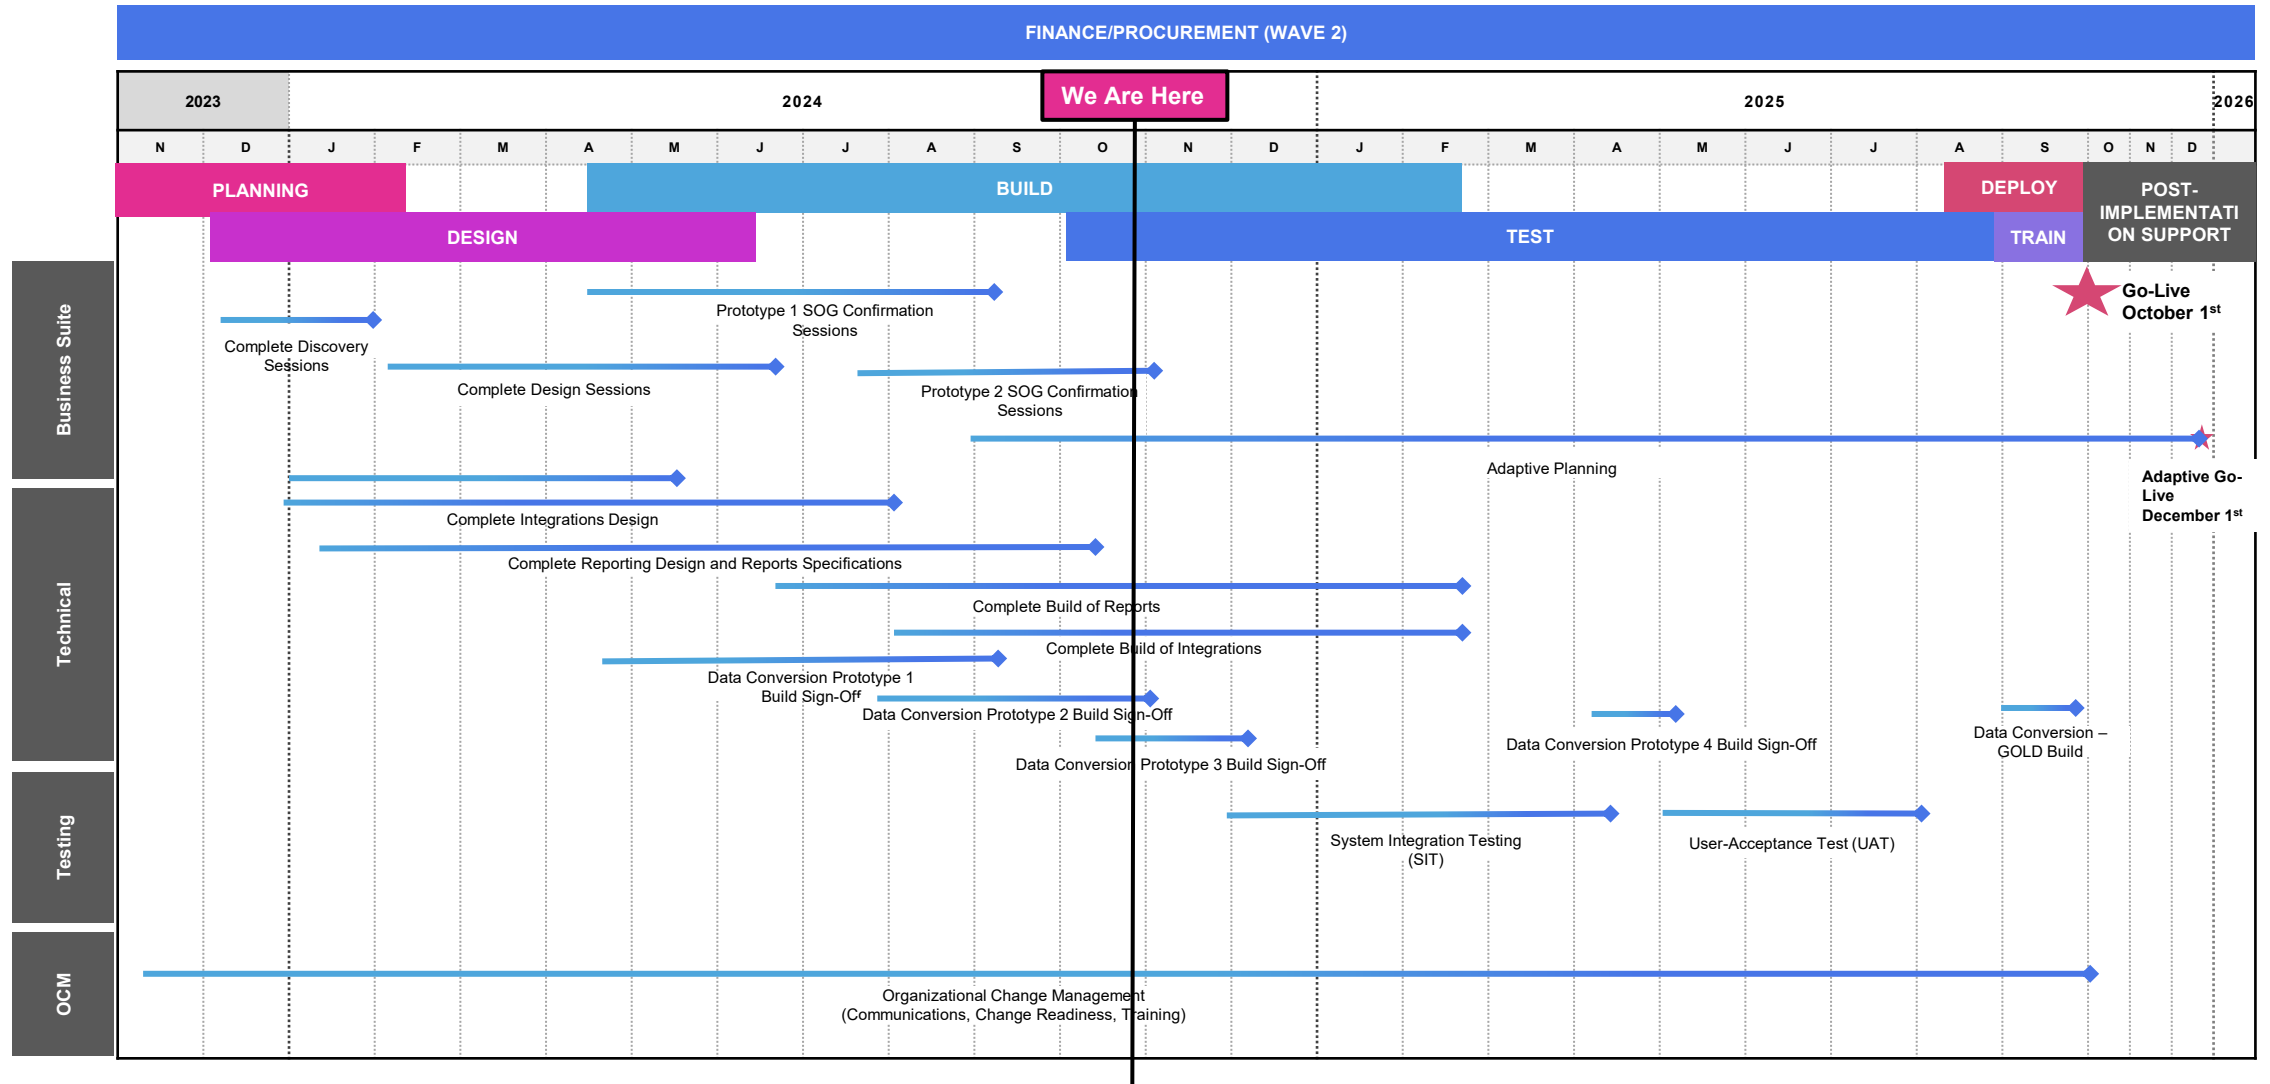 FINANCE/PROCUREMENT (WAVE 2)
2023
2024
We Are Here
2025
2026
N D J F M A M J J A S O N D J F M A M J J A S O N D
PLANNING
BUILD
DEPLOY
POST-
IMPLEMENTATI
ON SUPPORT
DESIGN
TEST
TRAIN
Business Suite
Prototype 1 SOG Confirmation
Sessions
Go-Live
October 1st
Complete Discovery
Sessions
Complete Design Sessions
Prototype 2 SOG Confirmation
Sessions
Adaptive Planning
Adaptive Go-
Live
December 1st
Technical
Complete Integrations Design
Complete Reporting Design and Reports Specifications
Complete Build of Reports
Complete Build of Integrations
Data Conversion Prototype 1
Build Sign-Off
Data Conversion Prototype 2 Build Sign-Off
Data Conversion Prototype 3 Build Sign-Off
Data Conversion Prototype 4 Build Sign-Off
Data Conversion –
GOLD Build
Testing
System Integration Testing
(SIT)
User-Acceptance Test (UAT)
OCM
Organizational Change Management
(Communications, Change Readiness, Training)